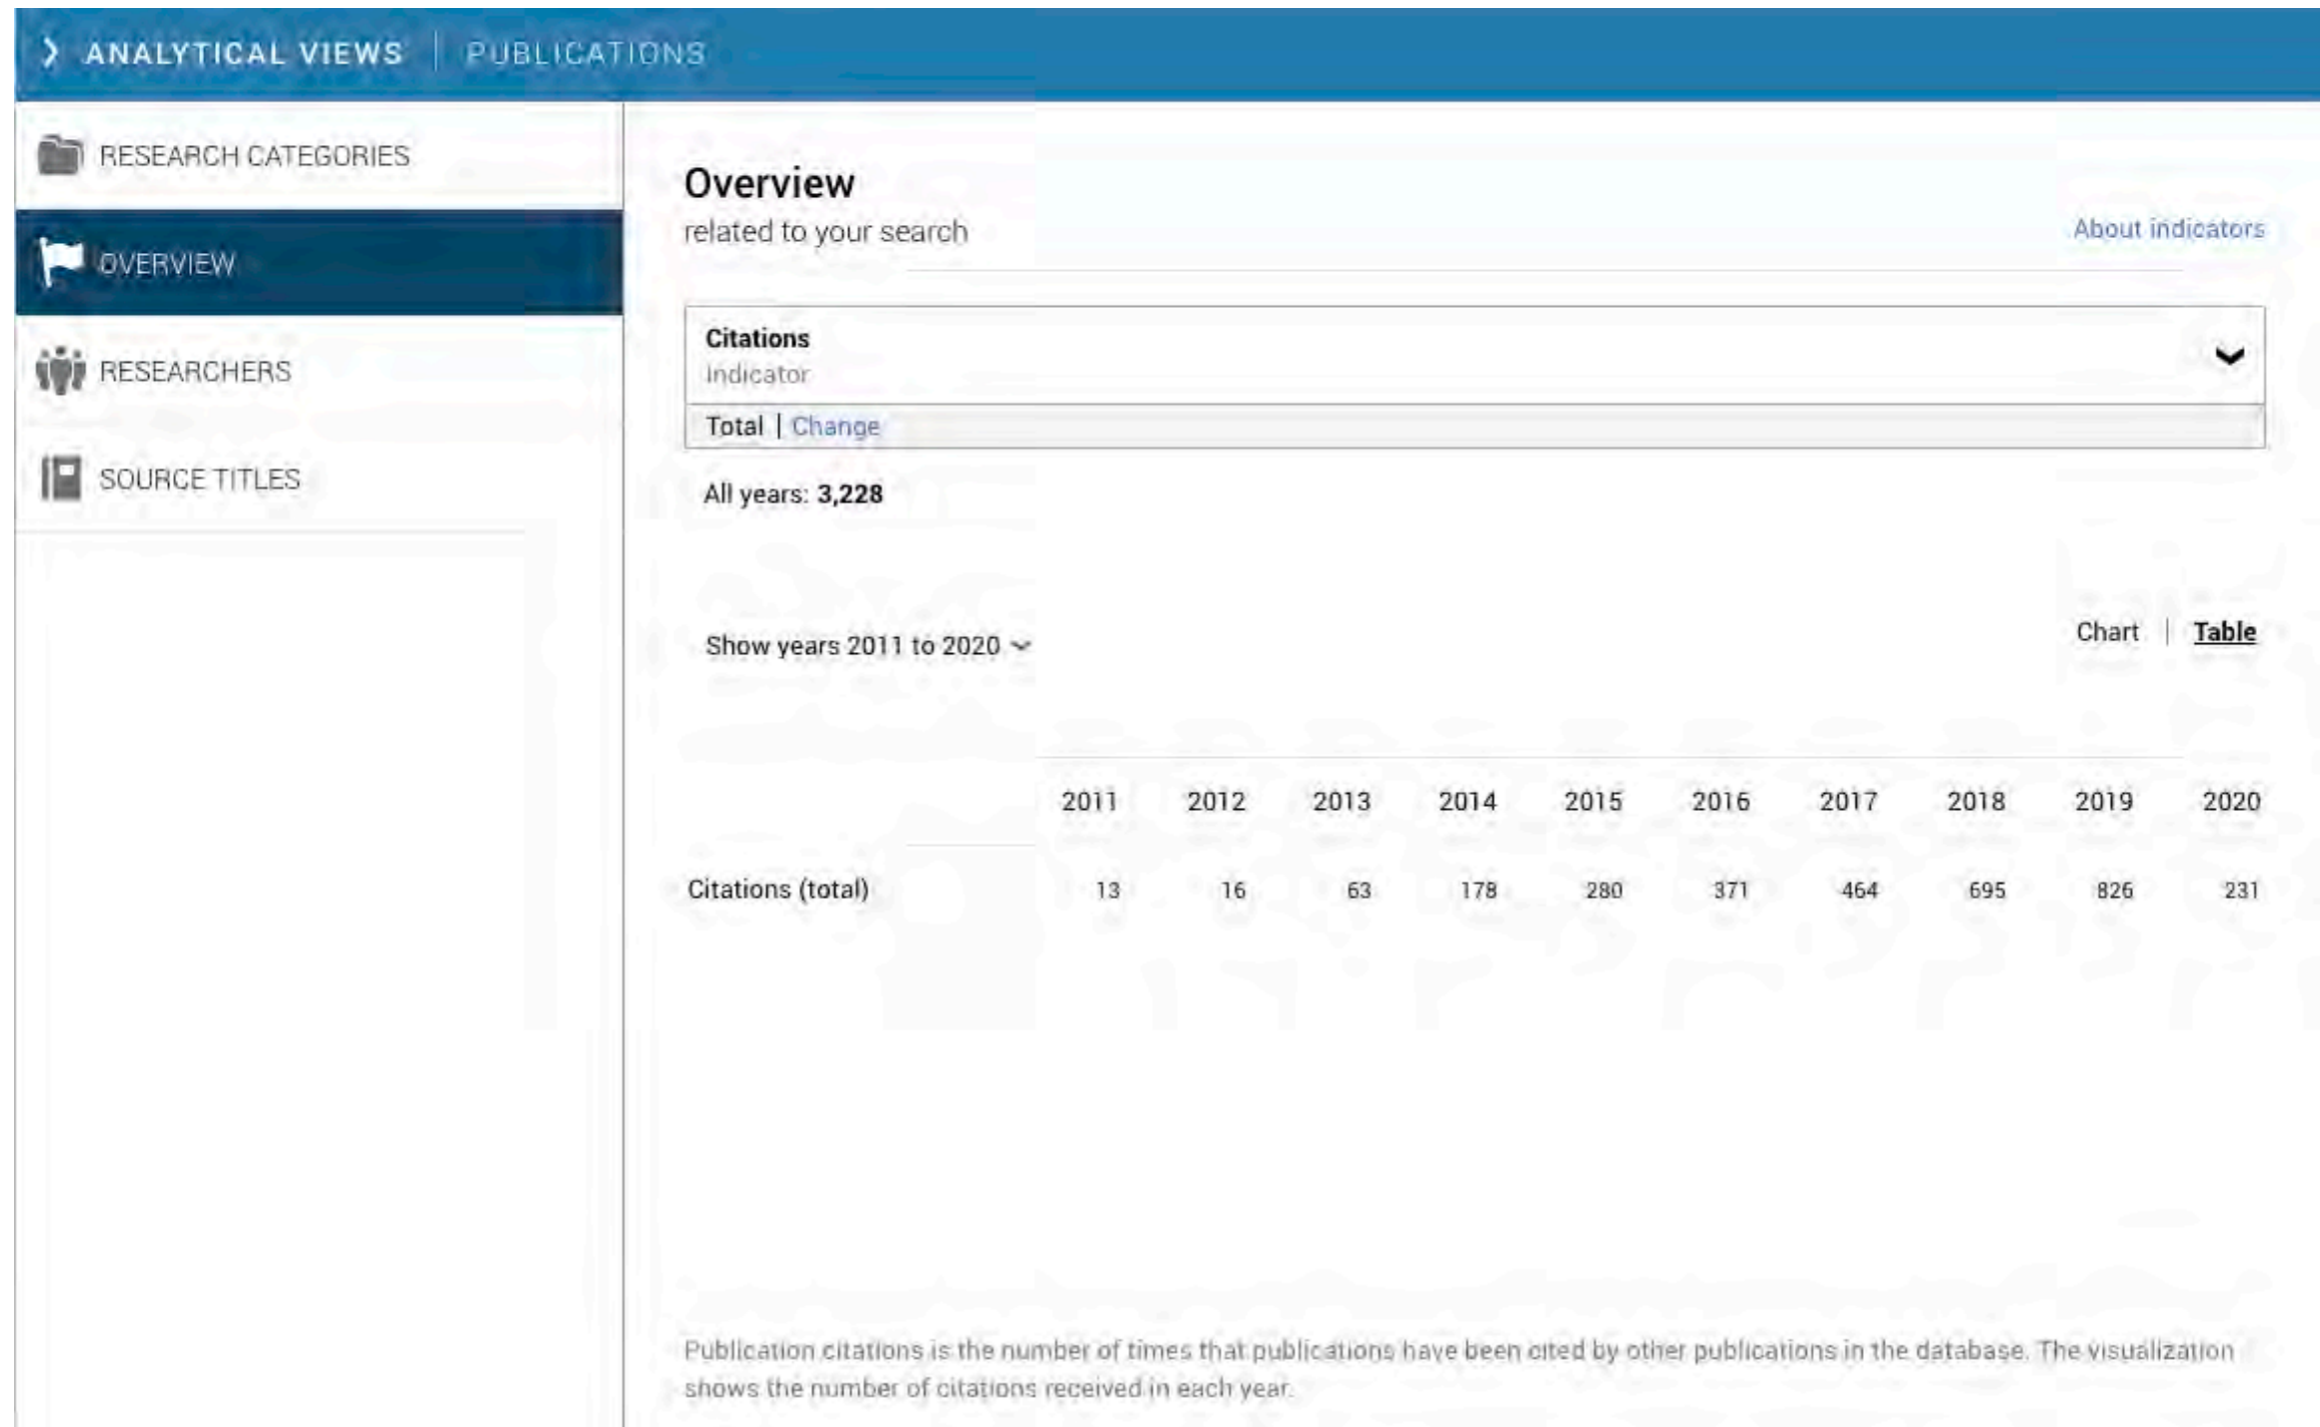 ANALYTICAL VIEWS | PUBLICATIONS
RESEARCH CATEGORIES
OVERVIEW
RESEARCHERS
SOURCE TITLES
Overview
related to your search
About indicators
Citations
Indicator
Total | Change
All years: 3,228
Show years 2011 to 2020
Chart | Table
2011 2012 2013 2014 2015 2016 2017 2018 2019 2020
Citations (total) 13 16 63 178 280 371 464 695 826 231
Publication citations is the number of times that publications have been cited by other publications in the database. The visualization
shows the number of citations received in each year.